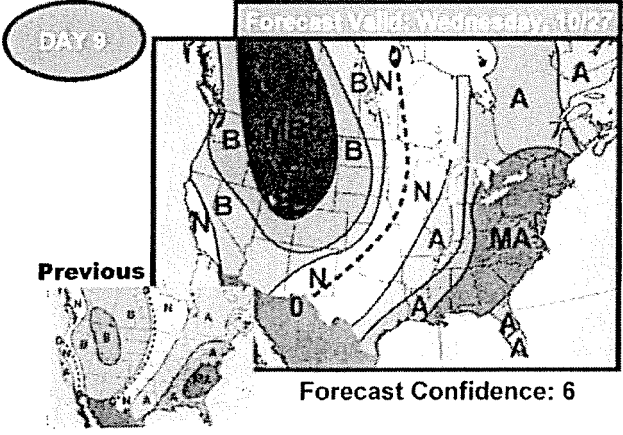 DAY 9
Forecast Valid: Wednesday, 10/27
B N A A
B B
N B N
A MA
N
0 A A
A
Previous
N B N A
B B
A
N A A A
Forecast Confidence: 6